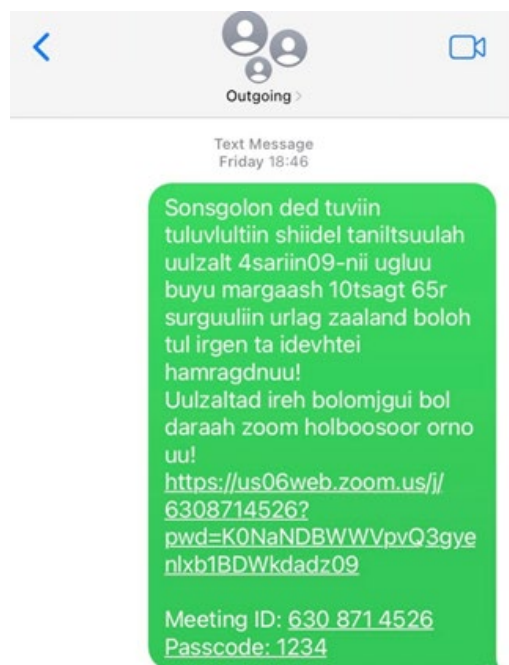 Outgoing >
Text Message
Friday 18:46
Sonsgolon ded tuviin
tuluvlultiin shiidel taniltsuulah
uulzalt 4sariin09-nii ugluu
buyu margaash 10tsagt 65r
surguuliin urlag zaaland boloh
tul irgen ta idevhtei
hamragdnuu!
Uulzaltad ireh bolomjgui bol
daraah zoom holboosoor orno
uu!
https://us06web.zoom.us/j/
6308714526?
pwd=K0NaNDBWWVpvQ3gye
nlxb1BDWkdadz09
Meeting ID: 630 871 4526
Passcode: 1234